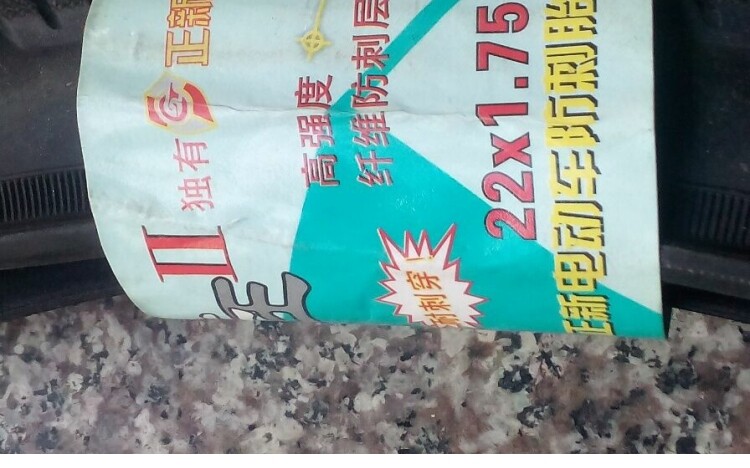 II
独有 正新
高强度
纤维防刺层
刺穿!
22x1.75
正新电动车防刺胎